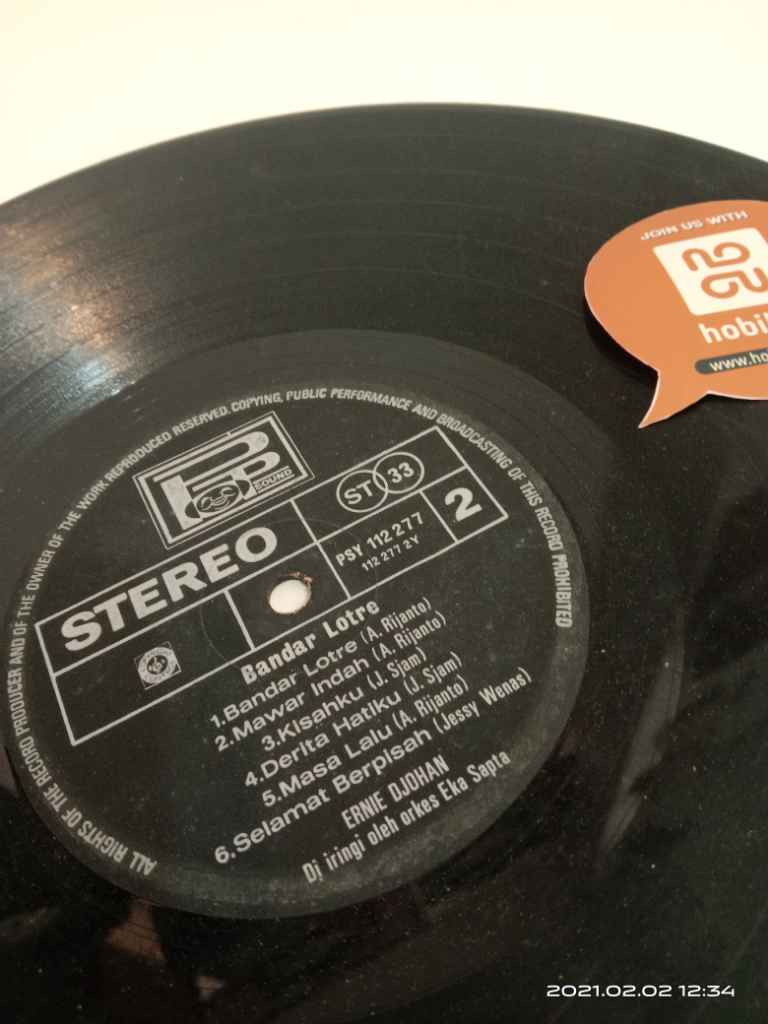 JOIN US WITH
hobi
www.ho
ALL RIGHTS OF THE RECORD PRODUCER AND OF THE OWNER OF THE WORK REPRODUCED RESERVED. COPYING, PUBLIC PERFORMANCE AND BROADCASTING OF THIS RECORD PROHIBITED
POP
SOUND
STEREO
ST 33
PSY 112 277
112 277 2Y
2
Bandar Lotre
1.Bandar Lotre (A. Rijanto)
2.Mawar Indah (A. Rijanto)
3.Kisahku (J. Sjam)
4.Derita Hatiku (J. Sjam)
5.Masa Lalu (A. Rijanto)
6.Selamat Berpisah (Jessy Wenas)
ERNIE DJOHAN
Di iringi oleh orkes Eka Sapta
2021.02.02 12:34